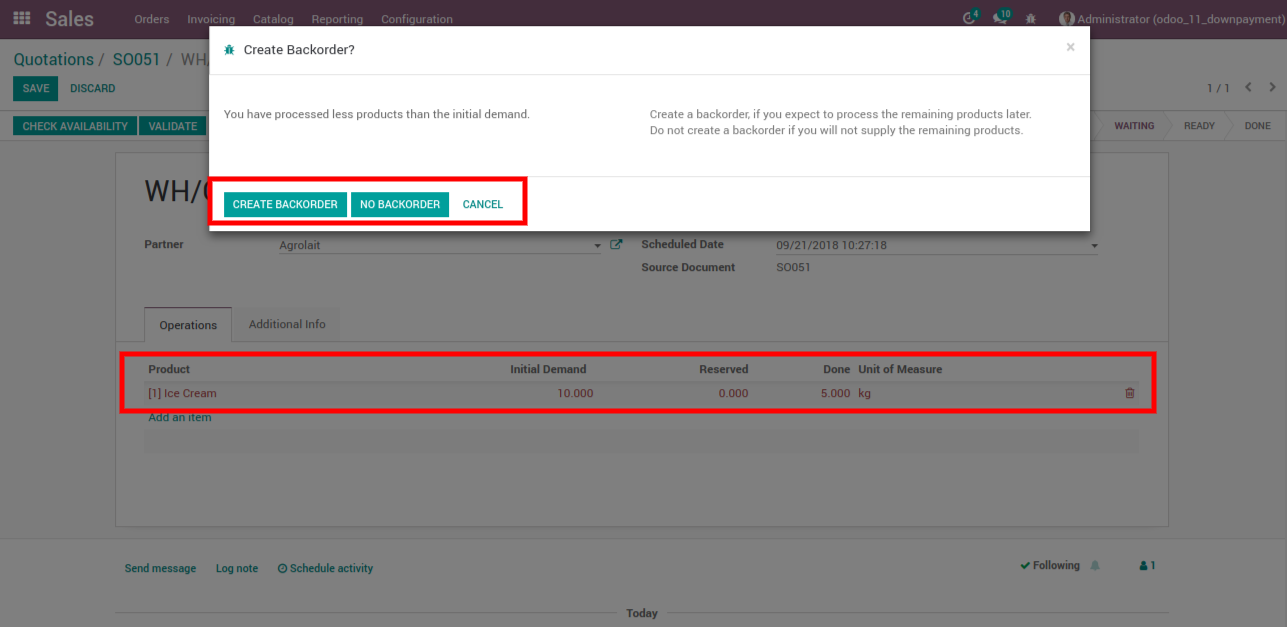 Sales Orders Invoicing Catalog Reporting Configuration 4 10 Administrator (odoo_11_downpayment)
Create Backorder? ×
Quotations / SO051 / WH/
SAVE DISCARD 1 / 1
You have processed less products than the initial demand.
Create a backorder, if you expect to process the remaining products later.
Do not create a backorder if you will not supply the remaining products.
CHECK AVAILABILITY VALIDATE WAITING READY DONE
WH/
CREATE BACKORDER NO BACKORDER CANCEL
Partner Agrolait Scheduled Date 09/21/2018 10:27:18
Source Document SO051
Operations Additional Info
Product Initial Demand Reserved Done Unit of Measure
[1] Ice Cream 10.000 0.000 5.000 kg
Add an item
Send message Log note Schedule activity Following 1
Today